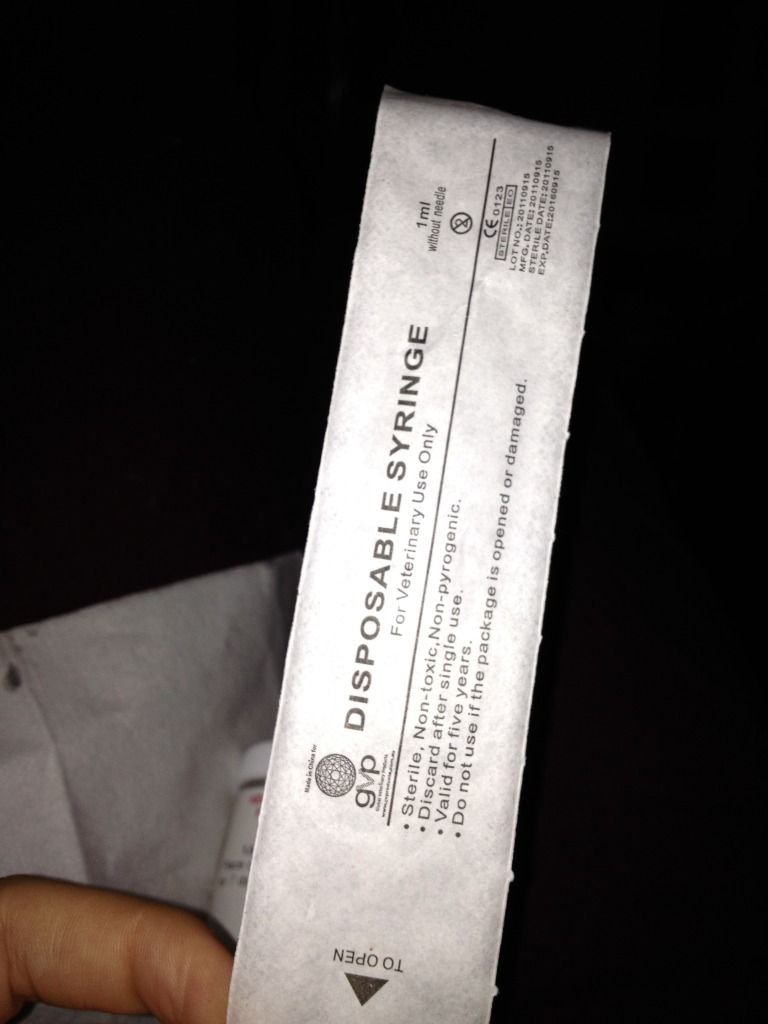 Made in China for
gvp
DISPOSABLE SYRINGE
For Veterinary Use Only
1ml
without needle
2
• Sterile, Non-toxic,Non-pyrogenic.
• Discard after single use.
• Valid for five years.
• Do not use if the package is opened or damaged.
CE 0123
STERILE EO
LOT NO.: 20110915
MFG. DATE: 20110915
STERILE DATE: 20110915
EXP.DATE:20160915
TO OPEN